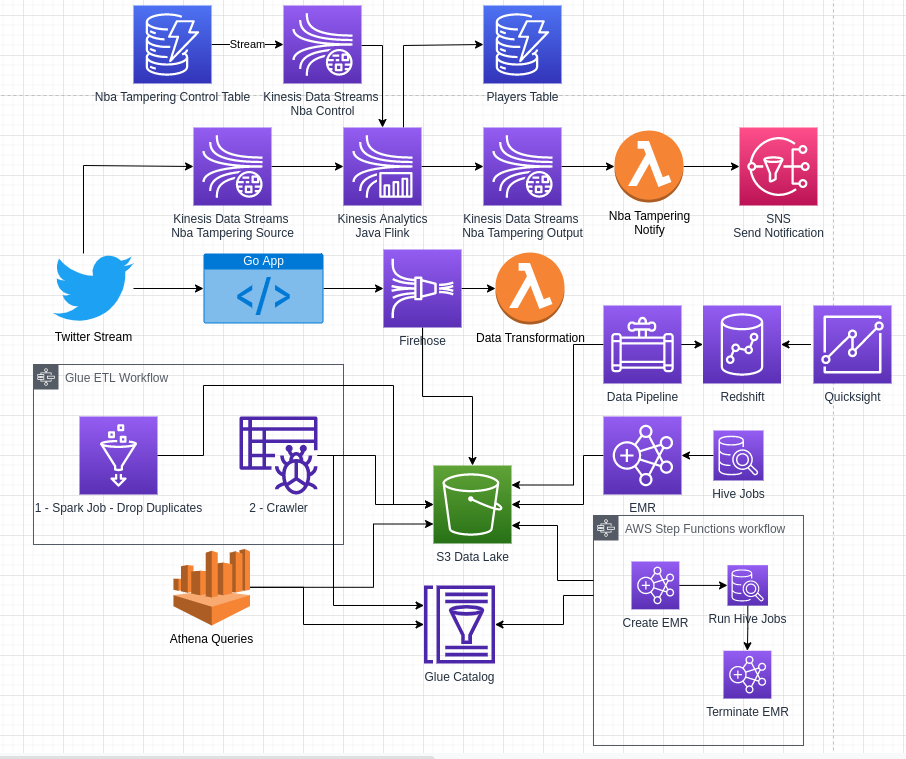 Stream
Nba Tampering Control Table
Kinesis Data Streams
Nba Control
Players Table
Kinesis Data Streams
Nba Tampering Source
Kinesis Analytics
Java Flink
Kinesis Data Streams
Nba Tampering Output
Nba Tampering
Notify
SNS
Send Notification
Go App
Twitter Stream
Firehose
Data Transformation
Data Pipeline
Redshift
Quicksight
Glue ETL Workflow
1 - Spark Job - Drop Duplicates
2 - Crawler
EMR
Hive Jobs
S3 Data Lake
AWS Step Functions workflow
Create EMR
Run Hive Jobs
Terminate EMR
Athena Queries
Glue Catalog